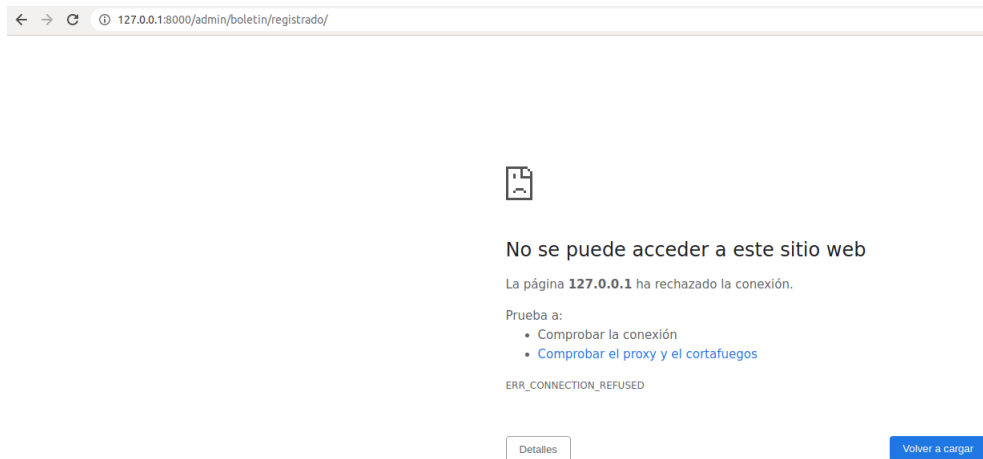 127.0.0.1:8000/admin/boletin/registrado/
No se puede acceder a este sitio web
La página 127.0.0.1 ha rechazado la conexión.
Prueba a:
• Comprobar la conexión
• Comprobar el proxy y el cortafuegos
ERR_CONNECTION_REFUSED
Detalles
Volver a cargar